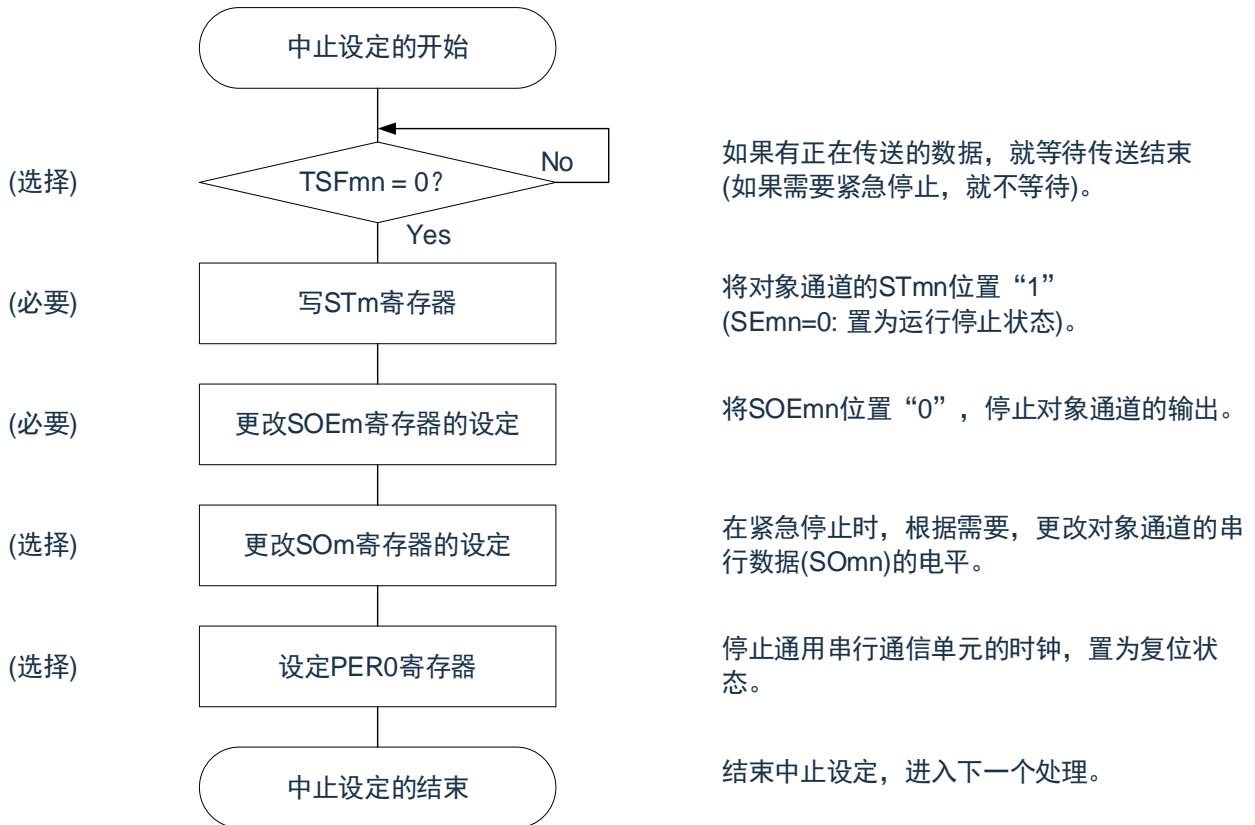 中止设定的开始
(选择)
TSFmn = 0?
No
Yes
如果有正在传送的数据，就等待传送结束
(如果需要紧急停止，就不等待)。
(必要)
写STm寄存器
将对象通道的STmn位置“1”
(SEmn=0: 置为运行停止状态)。
(必要)
更改SOEm寄存器的设定
将SOEmn位置“0”，停止对象通道的输出。
(选择)
更改SOm寄存器的设定
在紧急停止时，根据需要，更改对象通道的串
行数据(SOmn)的电平。
(选择)
设定PER0寄存器
停止通用串行通信单元的时钟，置为复位状
态。
中止设定的结束
结束中止设定，进入下一个处理。